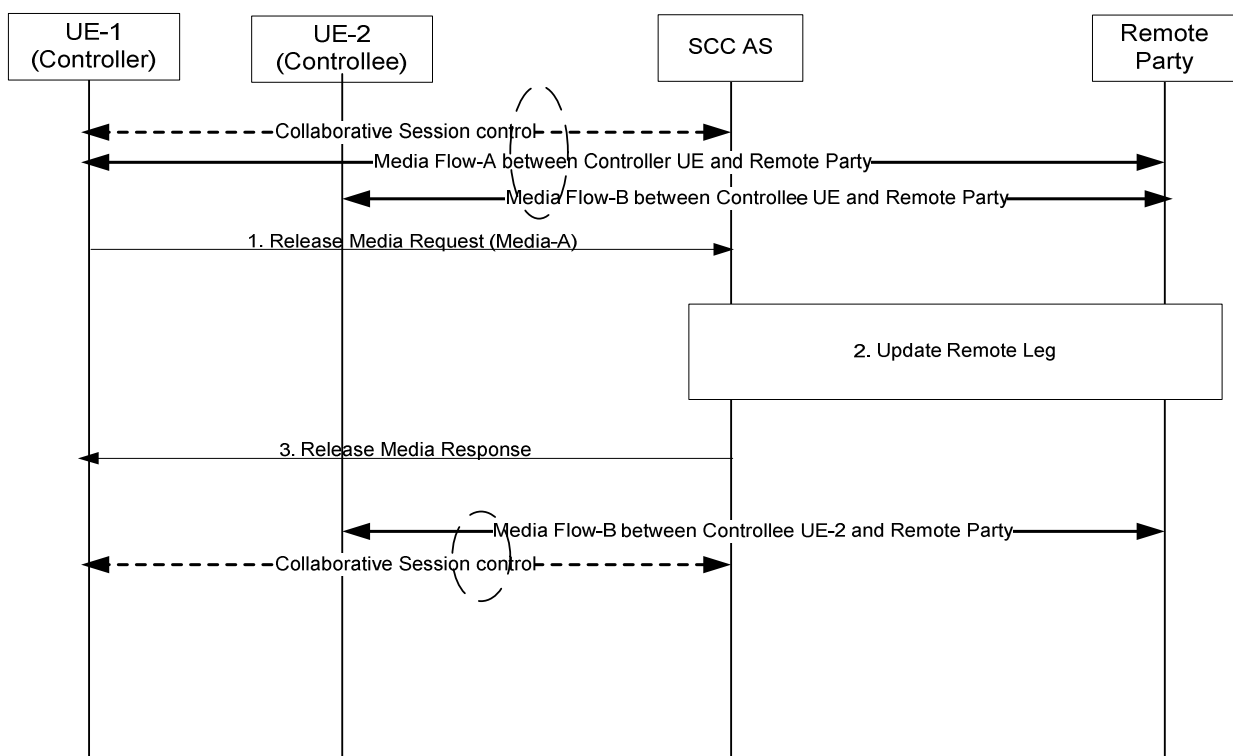 UE-1
(Controller)
UE-2
(Controllee)
SCC AS
Remote
Party
Collaborative Session control
Media Flow-A between Controller UE and Remote Party
Media Flow-B between Controllee UE and Remote Party
1. Release Media Request (Media-A)
2. Update Remote Leg
3. Release Media Response
Media Flow-B between Controllee UE-2 and Remote Party
Collaborative Session control